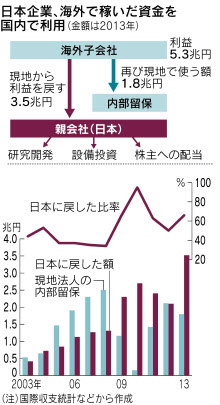 日本企業、海外で稼いだ資金を
国内で利用(金額は2013年)
海外子会社
利益
5.3兆円
現地から
利益を戻す
3.5兆円
再び現地で使う額
1.8兆円
内部留保
親会社(日本)
研究開発
設備投資
株主への配当
%
100
80
60
40
20
日本に戻した比率
兆円
4.0
3.5
3.0
2.5
2.0
1.5
1.0
0.5
0
日本に戻した額
現地法人の
内部留保
2003年
06
09
13
(注)国際収支統計などから作成